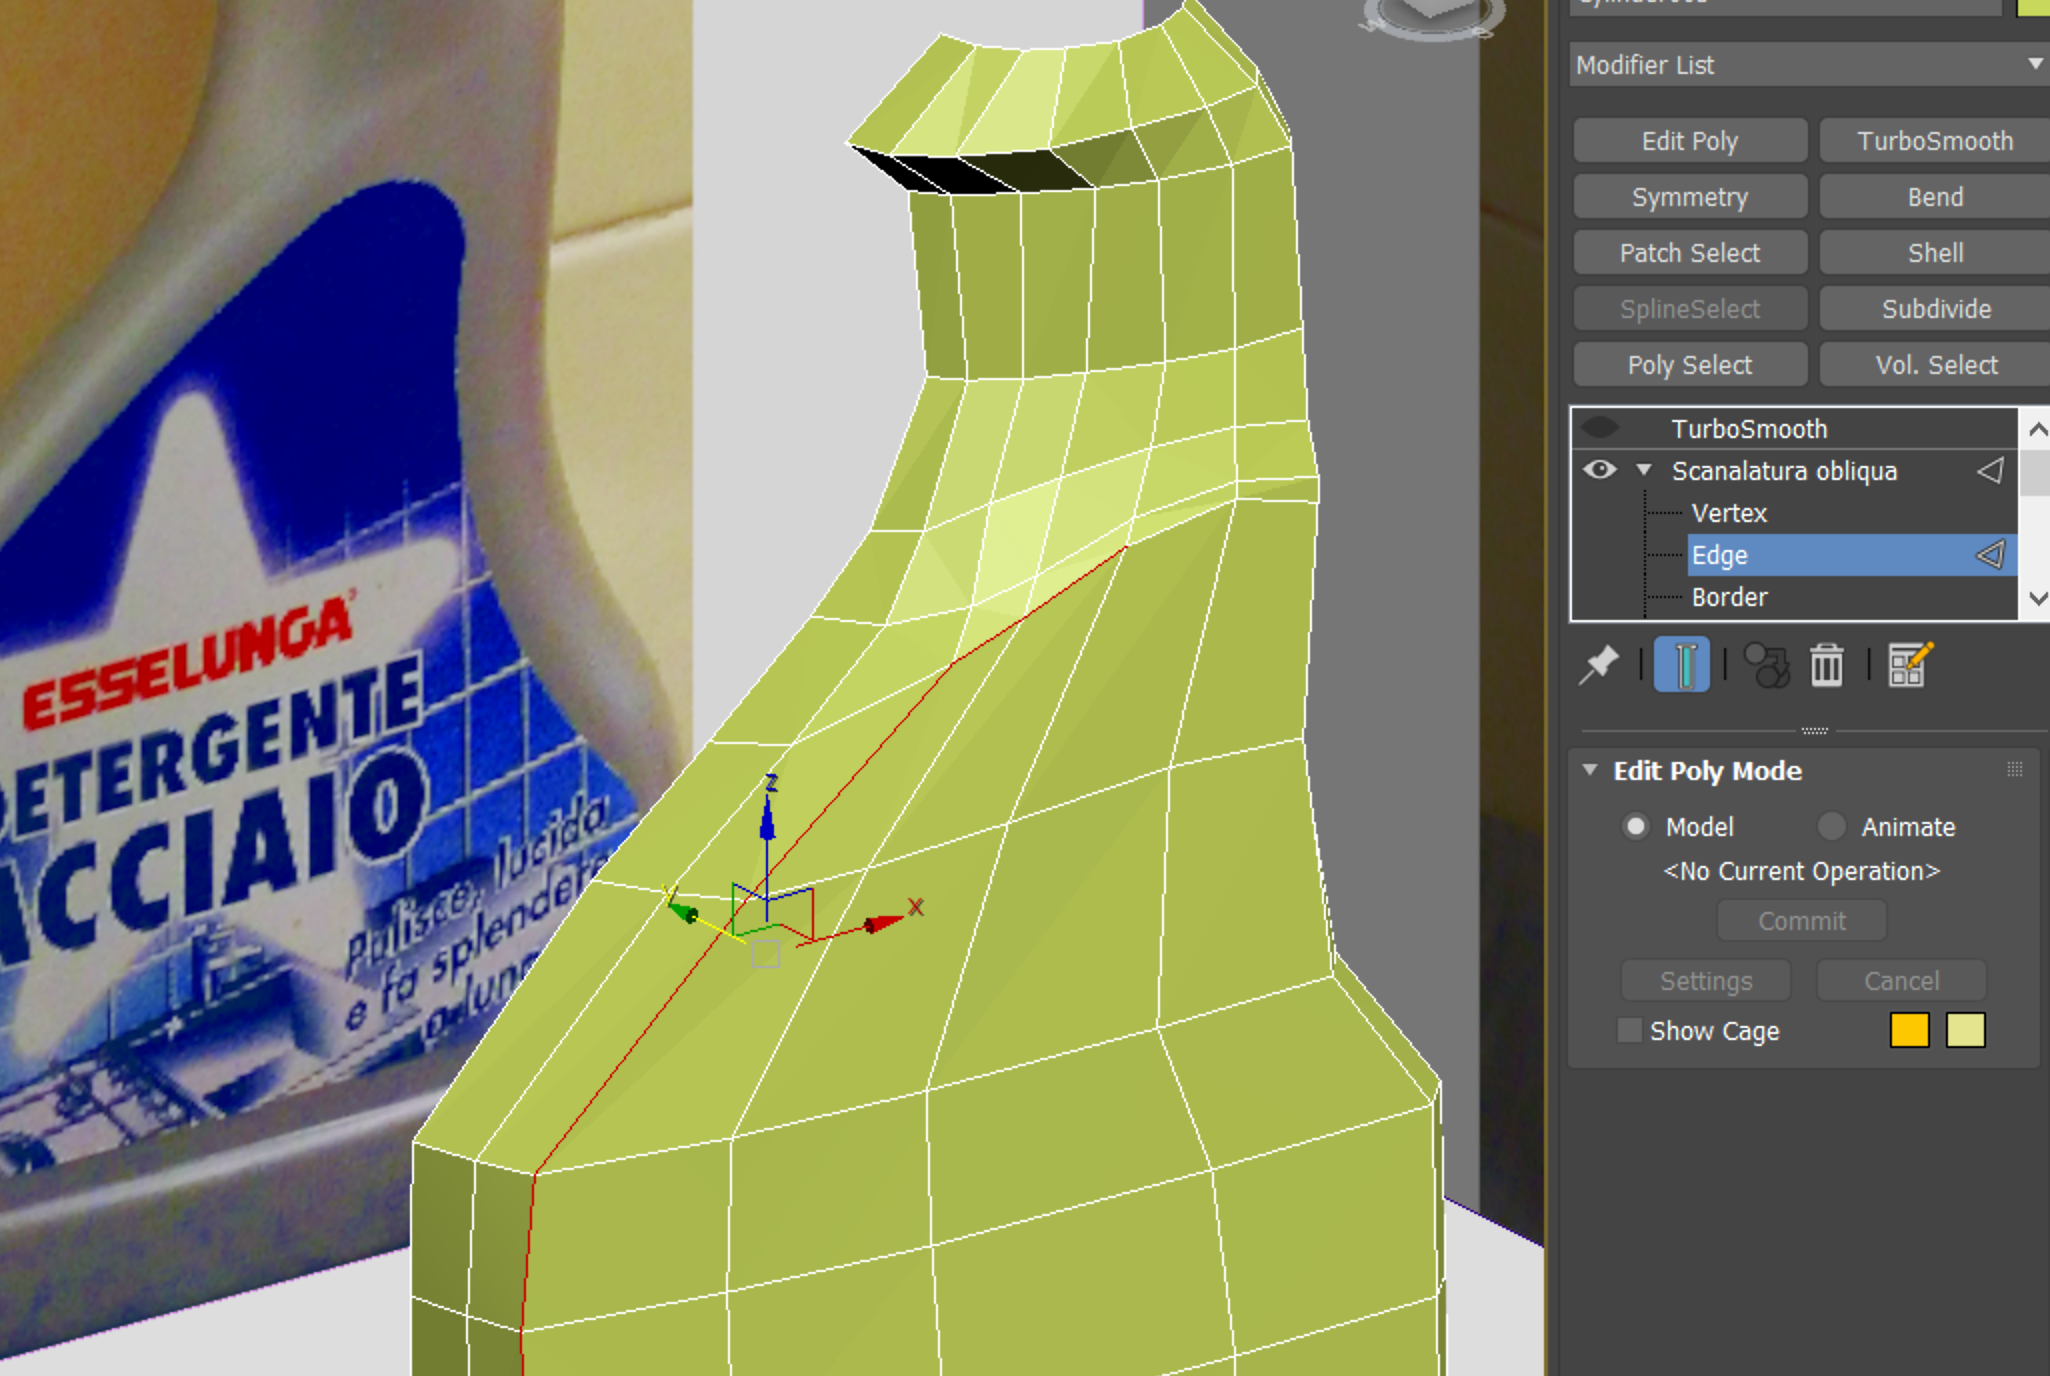 Modifier List
Edit Poly
TurboSmooth
Symmetry
Bend
Patch Select
Shell
SplineSelect
Subdivide
Poly Select
Vol. Select
TurboSmooth
Scanalatura obliqua
Vertex
Edge
Border
Edit Poly Mode
Model
Animate
<No Current Operation>
Commit
Settings
Cancel
Show Cage
ESSELUNGA
DETERGENTE
ACCIAIO
Pulisce, lucida
e fa splendere
Z
X
Y